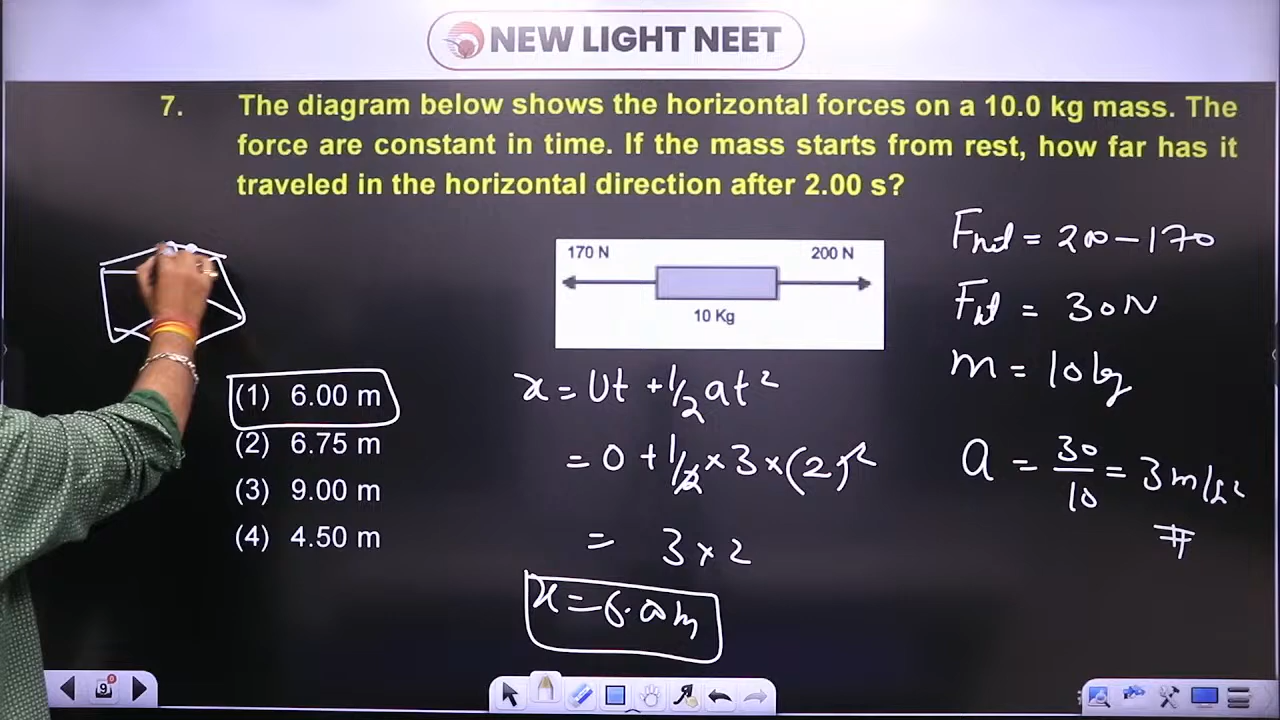 NEW LIGHT NEET
7. The diagram below shows the horizontal forces on a 10.0 kg mass. The
force are constant in time. If the mass starts from rest, how far has it
traveled in the horizontal direction after 2.00 s?
170 N
200 N
10 Kg
(1) 6.00 m
(2) 6.75 m
(3) 9.00 m
(4) 4.50 m
x = Ut + 1/2 at²
= 0 + 1/2 × 3 × (2)²
= 3 × 2
x = 6.00 m
Fnet = 200 - 170
Fnet = 30N
m = 10 kg
a = 30/10 = 3 m/s²
9